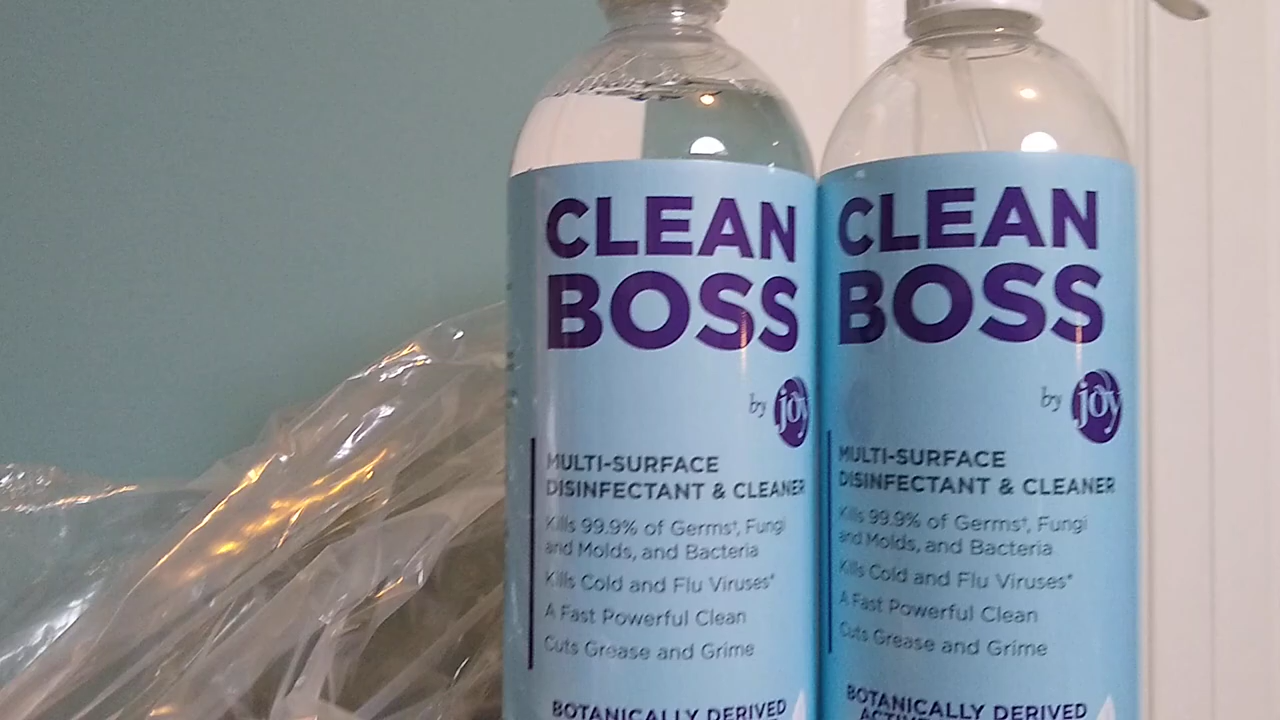 CLEAN
BOSS
by joy
MULTI-SURFACE
DISINFECTANT & CLEANER
Kills 99.9% of Germs†, Fungi
and Molds, and Bacteria
Kills Cold and Flu Viruses*
A Fast Powerful Clean
Cuts Grease and Grime
BOTANICALLY DERIVED
CLEAN
BOSS
by joy
MULTI-SURFACE
DISINFECTANT & CLEANER
Kills 99.9% of Germs†, Fungi
and Molds, and Bacteria
Kills Cold and Flu Viruses*
A Fast Powerful Clean
Cuts Grease and Grime
BOTANICALLY DERIVED